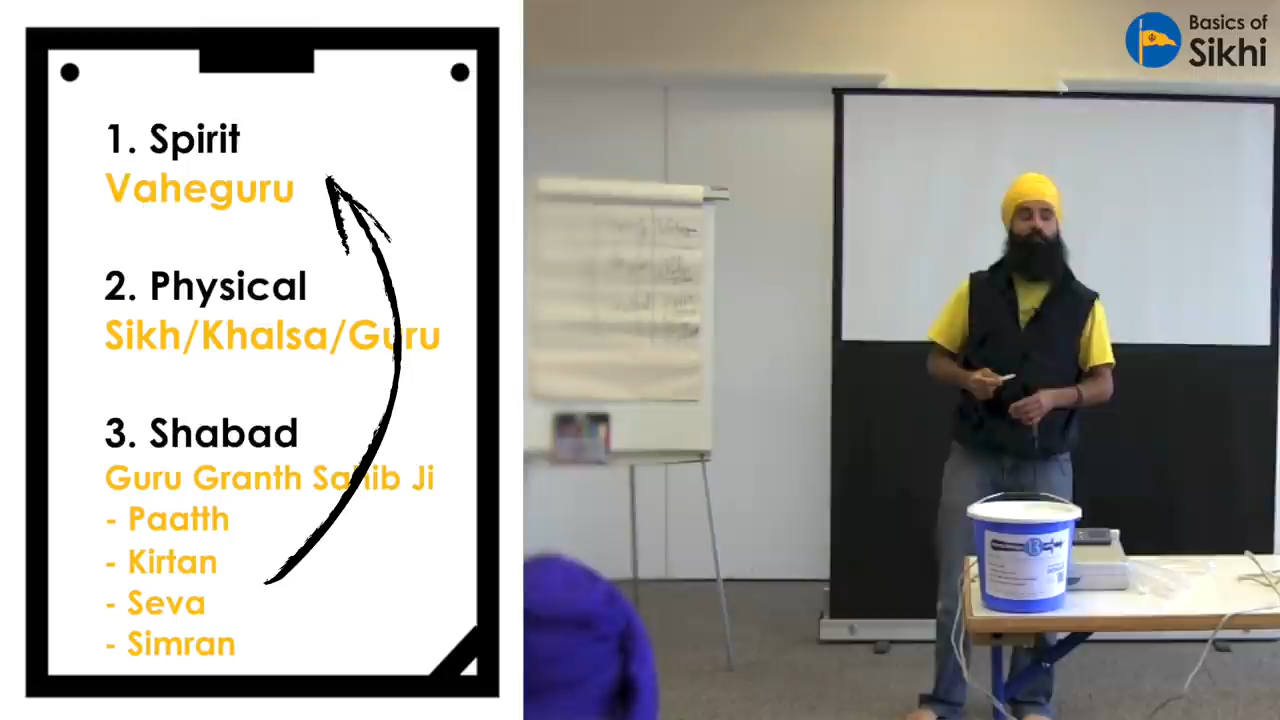 1. Spirit
Vaheguru
2. Physical
Sikh/Khalsa/Guru
3. Shabad
Guru Granth Sahib Ji
- Paatth
- Kirtan
- Seva
- Simran
Basics of
Sikhi